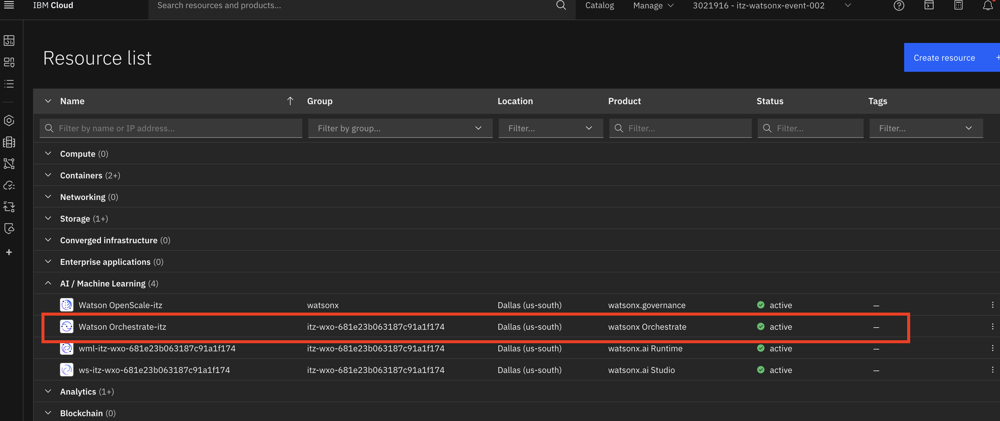 IBM Cloud Search resources and products... Catalog Manage 3021916 - itz-watsonx-event-002
Resource list
Create resource
Name Group Location Product Status Tags
Filter by name or IP address... Filter by group... Filter... Filter... Filter... Filter...
Compute (0)
Containers (2+)
Networking (0)
Storage (1+)
Converged infrastructure (0)
Enterprise applications (0)
AI / Machine Learning (4)
Watson OpenScale-itz watsonx Dallas (us-south) watsonx.governance active –
Watson Orchestrate-itz itz-wxo-681e23b063187c91a1f174 Dallas (us-south) watsonx Orchestrate active –
wml-itz-wxo-681e23b063187c91a1f174 itz-wxo-681e23b063187c91a1f174 Dallas (us-south) watsonx.ai Runtime active –
ws-itz-wxo-681e23b063187c91a1f174 itz-wxo-681e23b063187c91a1f174 Dallas (us-south) watsonx.ai Studio active –
Analytics (1+)
Blockchain (0)